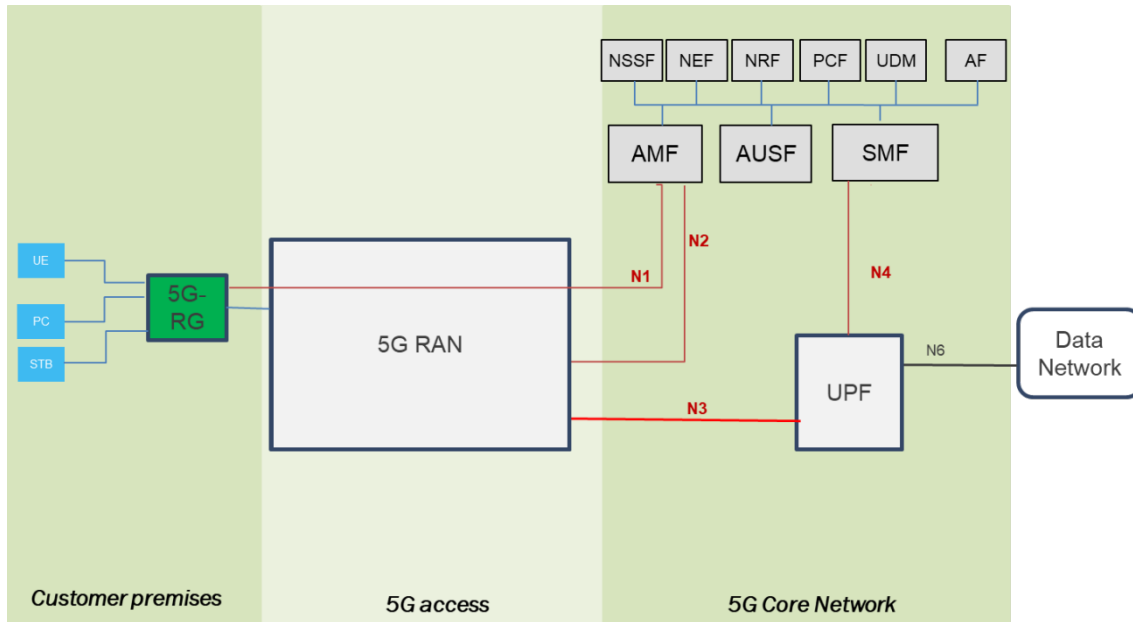 NSSF
NEF
NRF
PCF
UDM
AF
AMF
AUSF
SMF
N2
N1
N4
UE
PC
STB
5G-
RG
5G RAN
N3
UPF
N6
Data
Network
Customer premises
5G access
5G Core Network